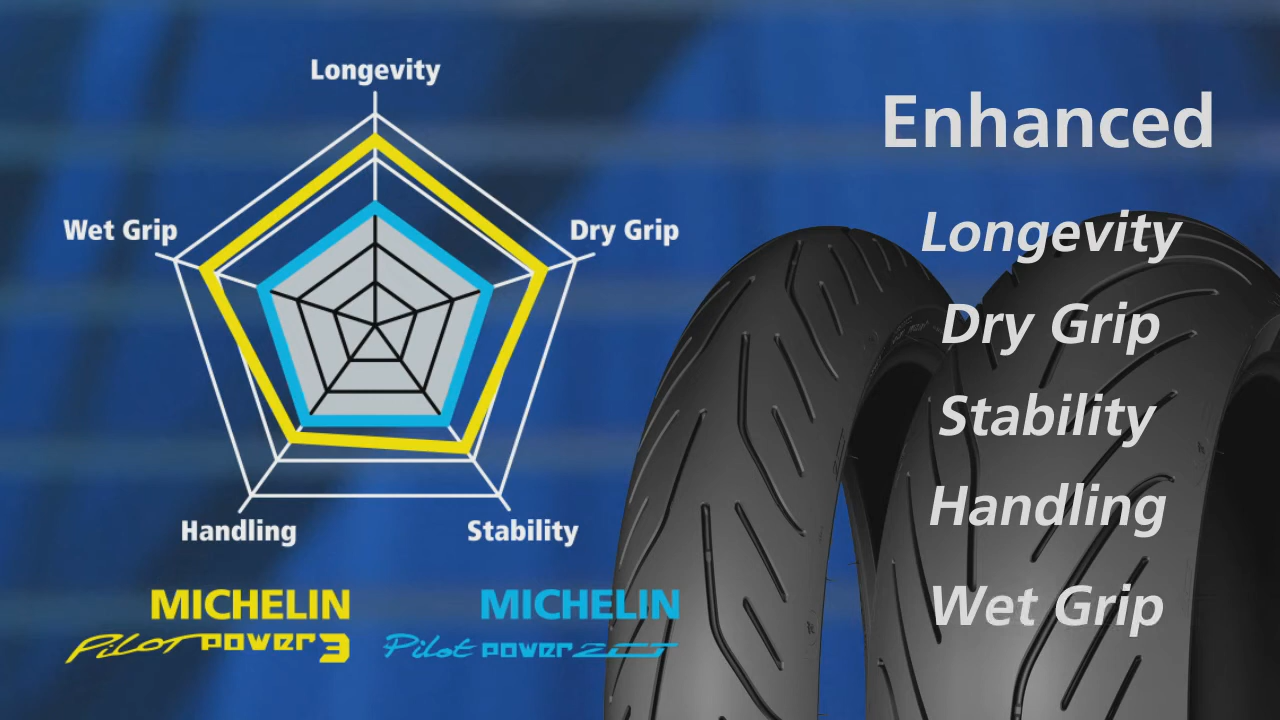 Longevity
Wet Grip
Dry Grip
Handling
Stability
MICHELIN
Pilot power 3
MICHELIN
Pilot power 2CT
Enhanced
Longevity
Dry Grip
Stability
Handling
Wet Grip